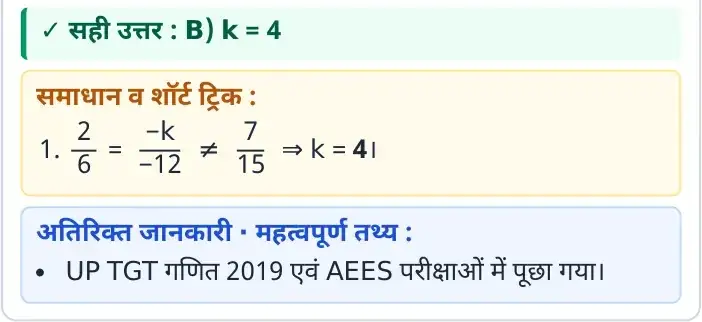 ✓ सही उत्तर : B) k = 4
समाधान व शॉर्ट ट्रिक :
1. 2/6 = −k/−12 ≠ 7/15 ⇒ k = 4।
अतिरिक्त जानकारी · महत्वपूर्ण तथ्य :
• UP TGT गणित 2019 एवं AEES परीक्षाओं में पूछा गया।